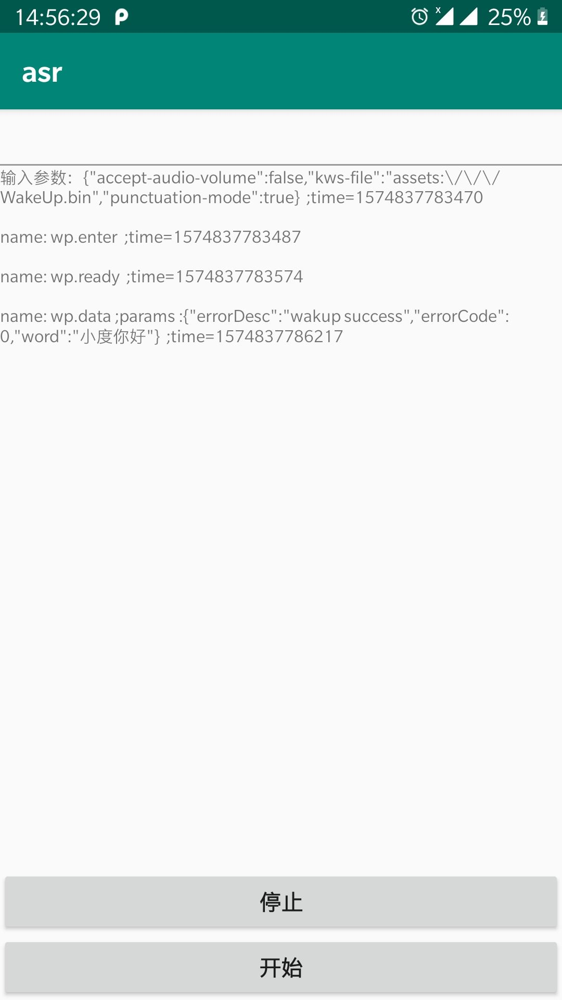 14:56:29
x 25%
asr
输入参数：{"accept-audio-volume":false,"kws-file":"assets:\/\/\/
WakeUp.bin","punctuation-mode":true} ;time=1574837783470
name: wp.enter ;time=1574837783487
name: wp.ready ;time=1574837783574
name: wp.data ;params :{"errorDesc":"wakup success","errorCode":
0,"word":"小度你好"} ;time=1574837786217
停止
开始